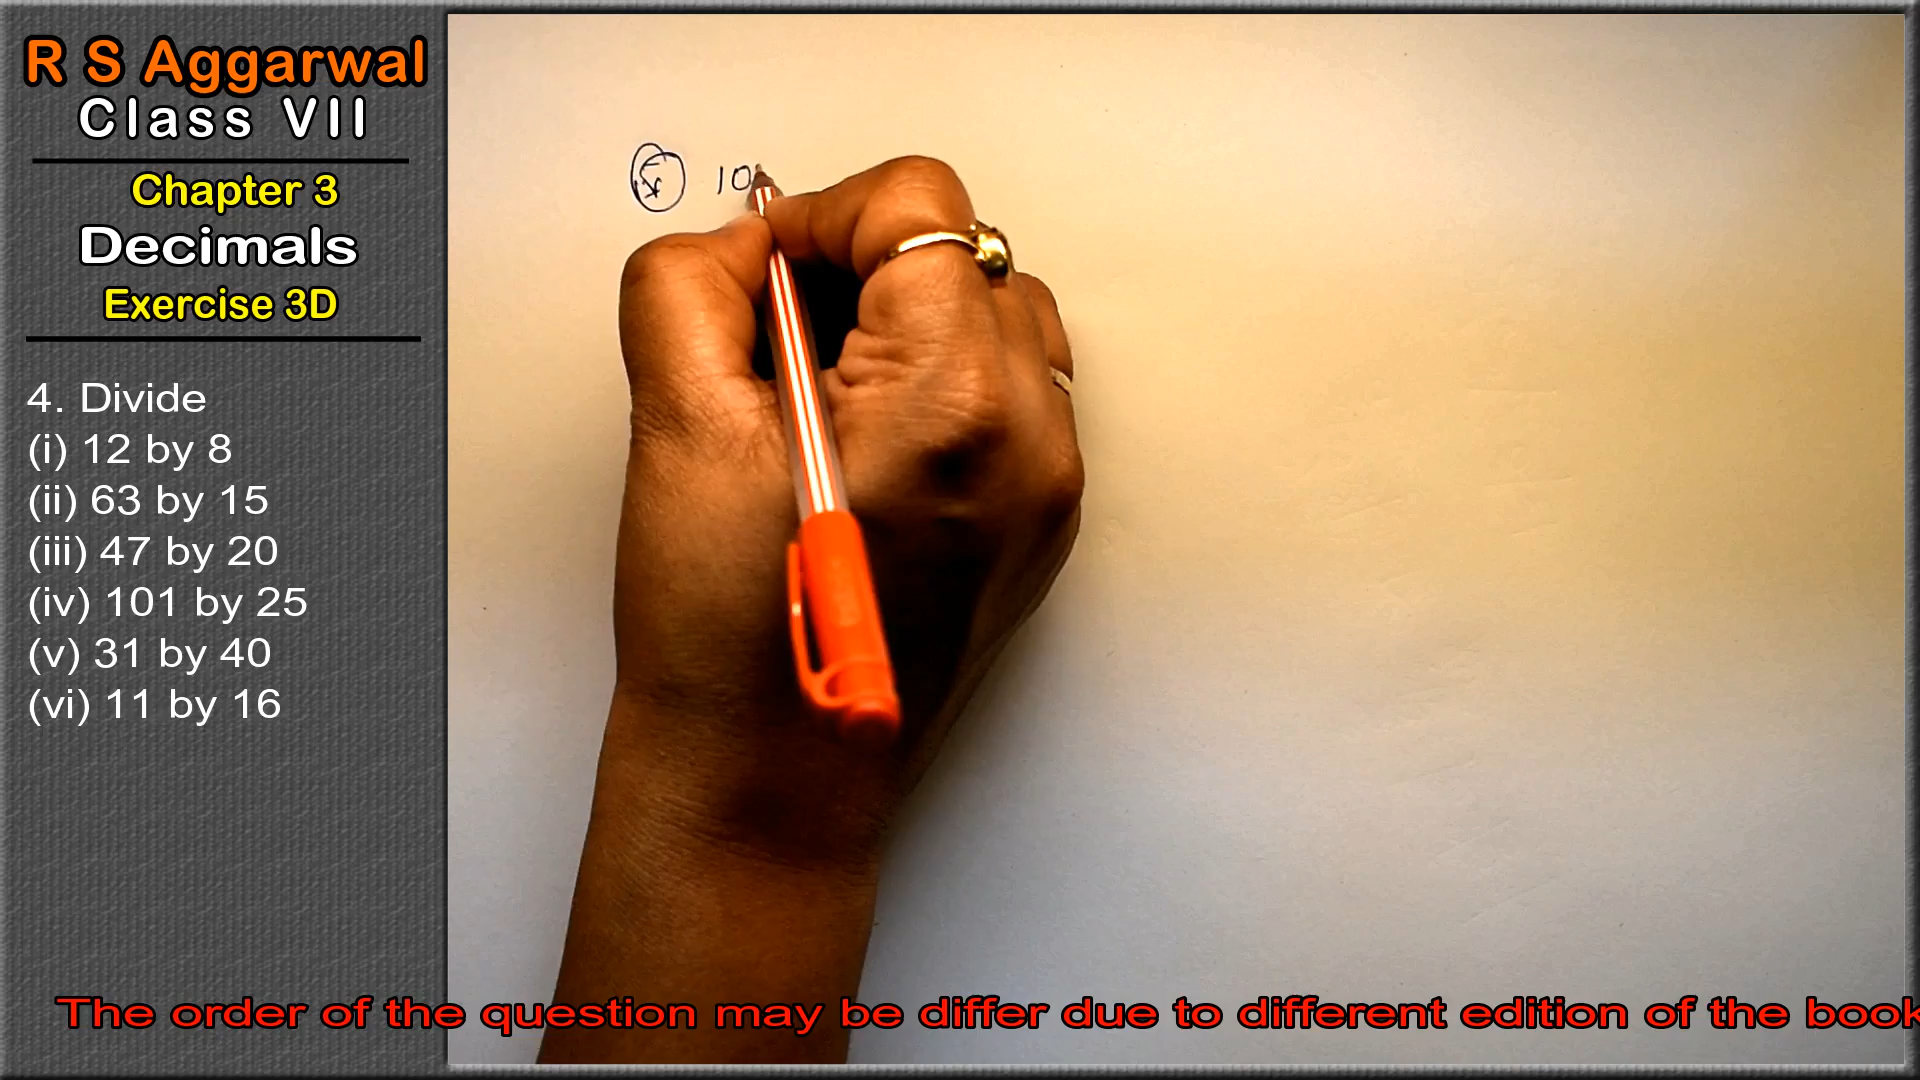 R S Aggarwal
Class VII
Chapter 3
Decimals
Exercise 3D
4. Divide
(i) 12 by 8
(ii) 63 by 15
(iii) 47 by 20
(iv) 101 by 25
(v) 31 by 40
(vi) 11 by 16
10
The order of the question may be differ due to different edition of the book